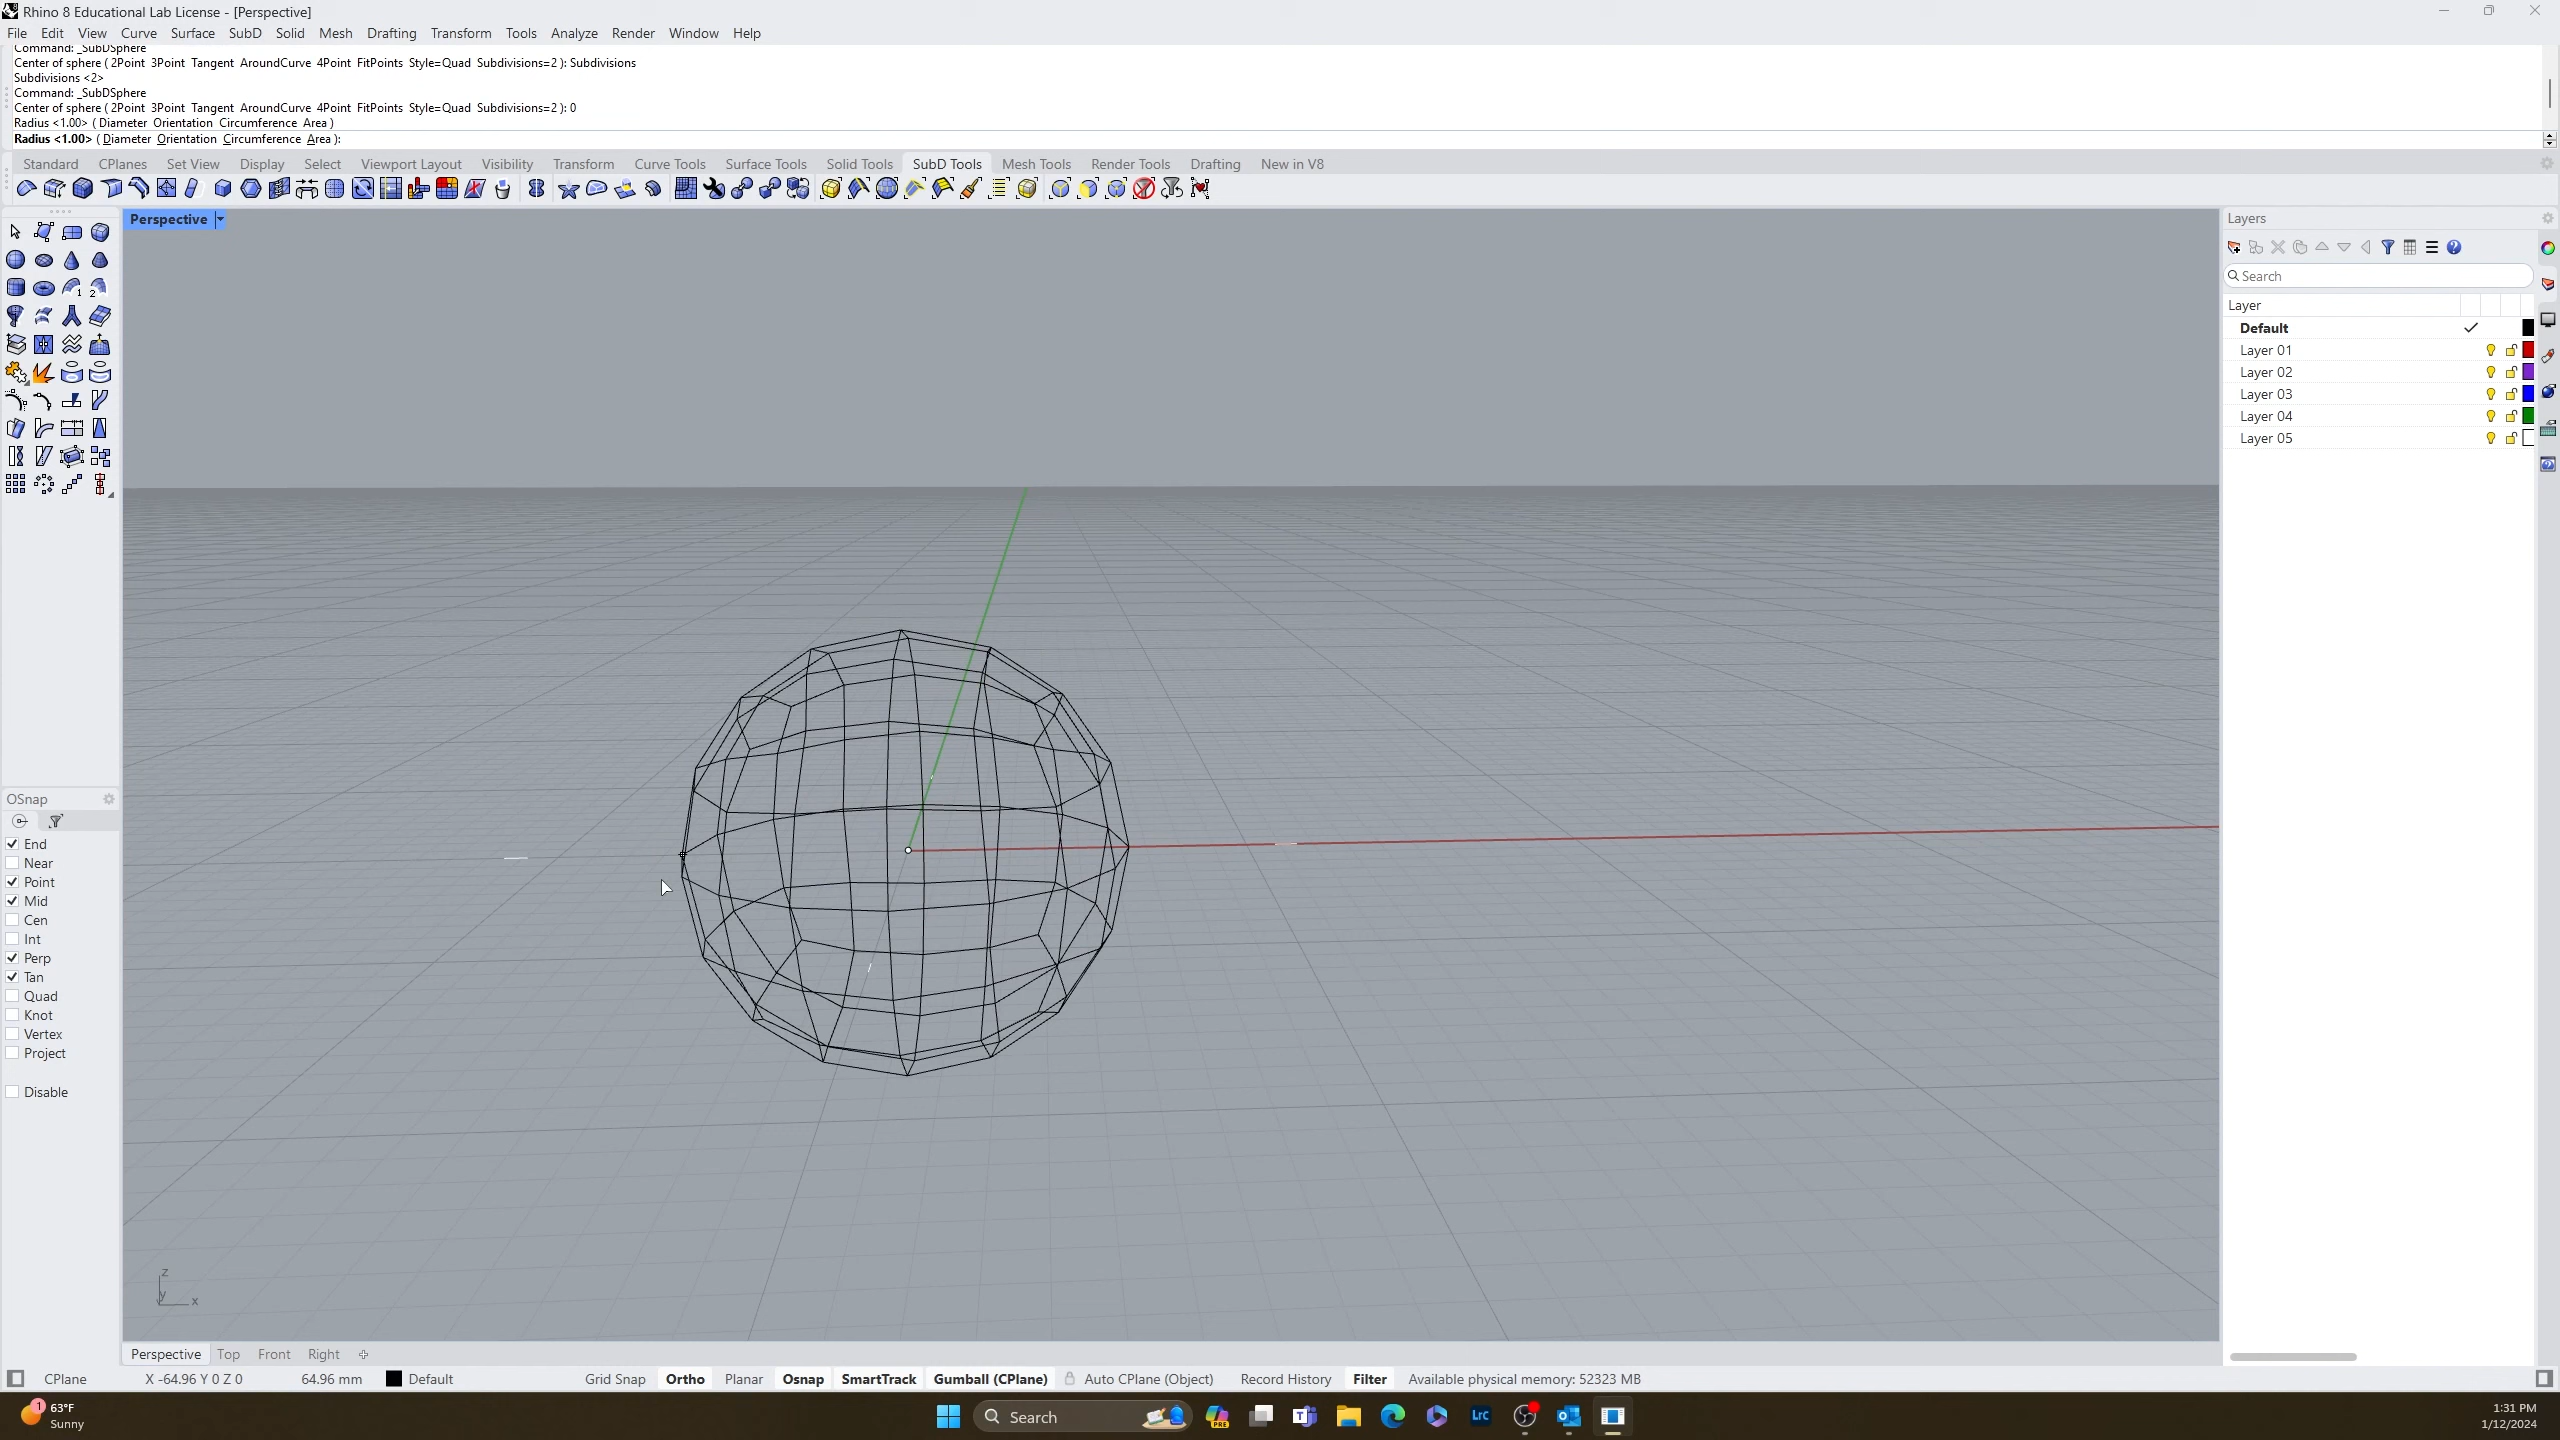 Rhino 8 Educational Lab License - [Perspective]
File Edit View Curve Surface SubD Solid Mesh Drafting Transform Tools Analyze Render Window Help
Command: _SubDSphere
Center of sphere ( 2Point 3Point Tangent AroundCurve 4Point FitPoints Style=Quad Subdivisions=2 ): Subdivisions
Subdivisions <2>
Command: _SubDSphere
Center of sphere ( 2Point 3Point Tangent AroundCurve 4Point FitPoints Style=Quad Subdivisions=2 ): 0
Radius <1.00> ( Diameter Orientation Circumference Area )
Radius <1.00> ( Diameter Orientation Circumference Area ):
Standard CPlanes Set View Display Select Viewport Layout Visibility Transform Curve Tools Surface Tools Solid Tools SubD Tools Mesh Tools Render Tools Drafting New in V8
Perspective
Layers
Search
Layer
Default
Layer 01
Layer 02
Layer 03
Layer 04
Layer 05
1
2
OSnap
End
Near
Point
Mid
Cen
Int
Perp
Tan
Quad
Knot
Vertex
Project
Disable
z
y
x
Perspective Top Front Right
CPlane X -64.96 Y 0 Z 0 64.96 mm Default Grid Snap Ortho Planar Osnap SmartTrack Gumball (CPlane) Auto CPlane (Object) Record History Filter Available physical memory: 52323 MB
1
63°F
Sunny
Search
PRE
Lrc
1:31 PM
1/12/2024